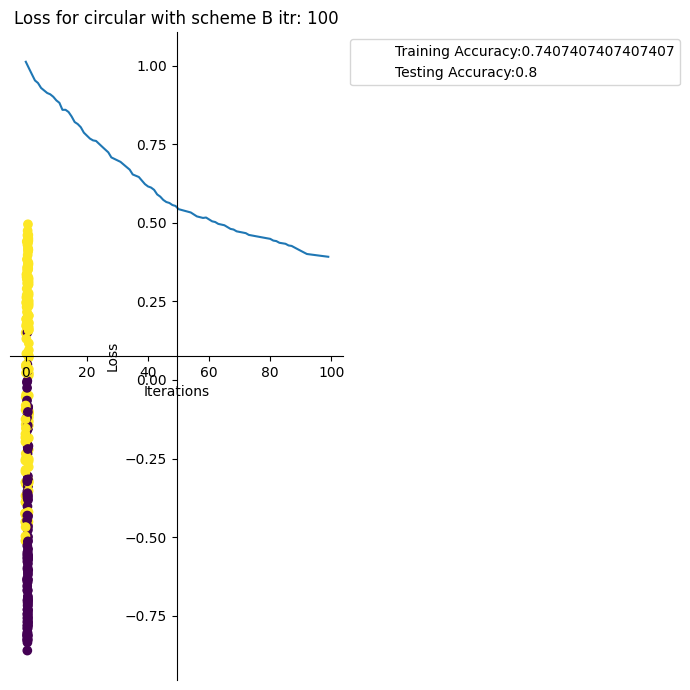 Loss for circular with scheme B itr: 100
Training Accuracy:0.7407407407407407
Testing Accuracy:0.8
1.00
0.75
0.50
0.25
Loss
0 20 40 60 80 100
0.00
Iterations
−0.25
−0.50
−0.75